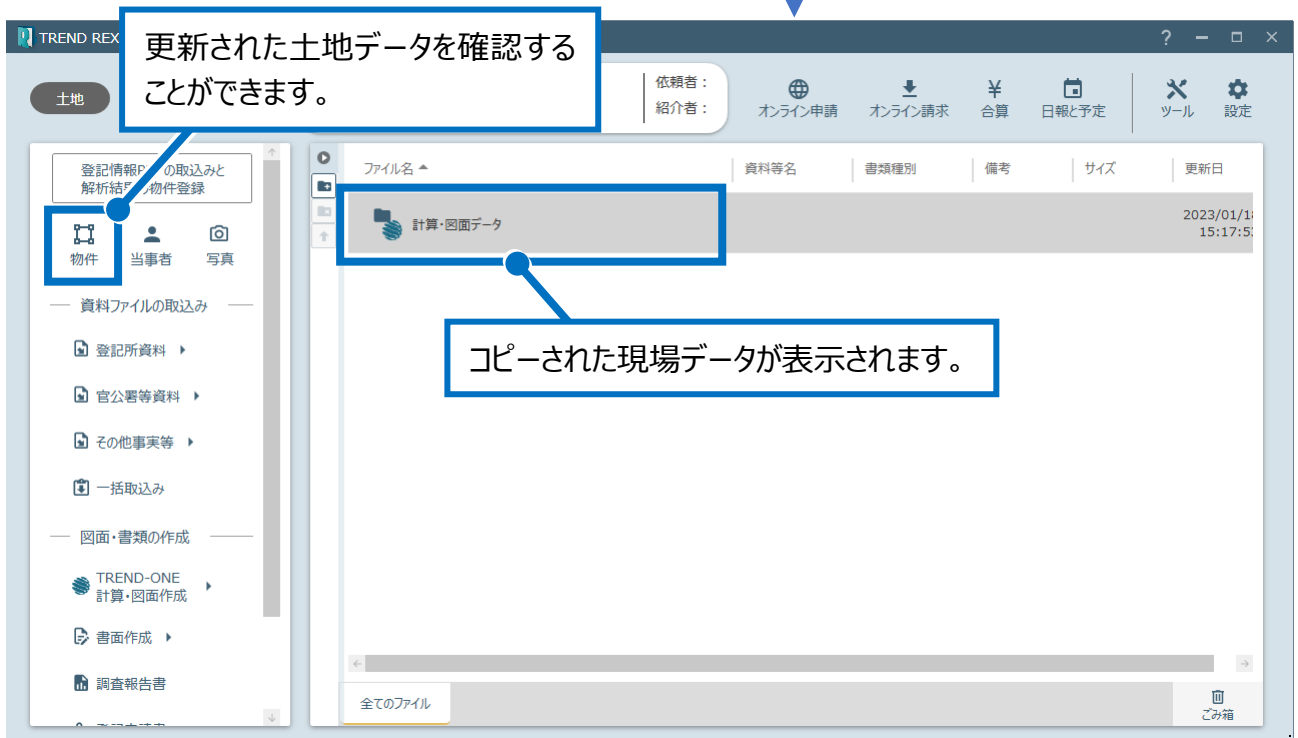 TREND REX
? － □ ×
更新された土地データを確認する
ことができます。
土地
依頼者：
紹介者：
オンライン申請
オンライン請求
合算
日報と予定
ツール
設定
登記情報P の取込みと
解析結 物件登録
物件
当事者
写真
資料ファイルの取込み
登記所資料
官公署等資料
その他事実等
一括取込み
図面・書類の作成
TREND-ONE
計算・図面作成
書面作成
調査報告書
ファイル名
資料等名
書類種別
備考
サイズ
更新日
計算・図面データ
2023/01/18
15:17:5
コピーされた現場データが表示されます。
全てのファイル
ごみ箱